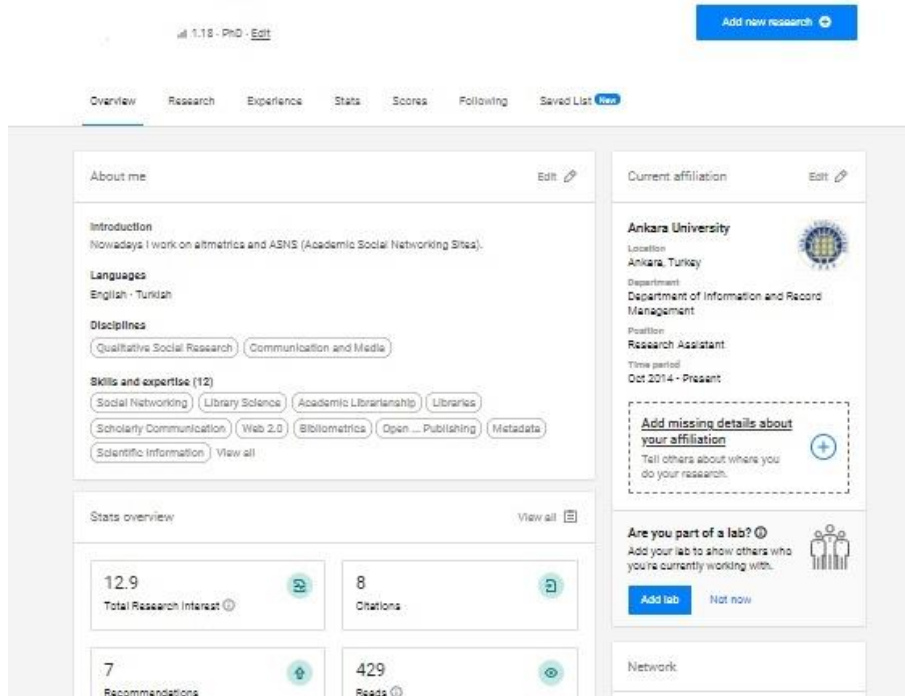 1.18 · PhD · Edit
Add new research
Overview Research Experience Stats Scores Following Saved List New
About me Edit
Introduction
Nowadays I work on altmetrics and ASNS (Academic Social Networking Sites).
Languages
English · Turkish
Disciplines
Qualitative Social Research Communication and Media
Skills and expertise (12)
Social Networking Library Science Academic Librarianship Libraries
Scholarly Communication Web 2.0 Bibliometrics Open ... Publishing Metadata
Scientific Information View all
Stats overview View all
12.9
Total Research Interest
8
Citations
7
Recommendations
429
Reads
Current affiliation Edit
Ankara University
Location
Ankara, Turkey
Department
Department of Information and Record
Management
Position
Research Assistant
Time period
Oct 2014 - Present
Add missing details about
your affiliation
Tell others about where you
do your research.
Are you part of a lab?
Add your lab to show others who
you're currently working with.
Add lab Not now
Network